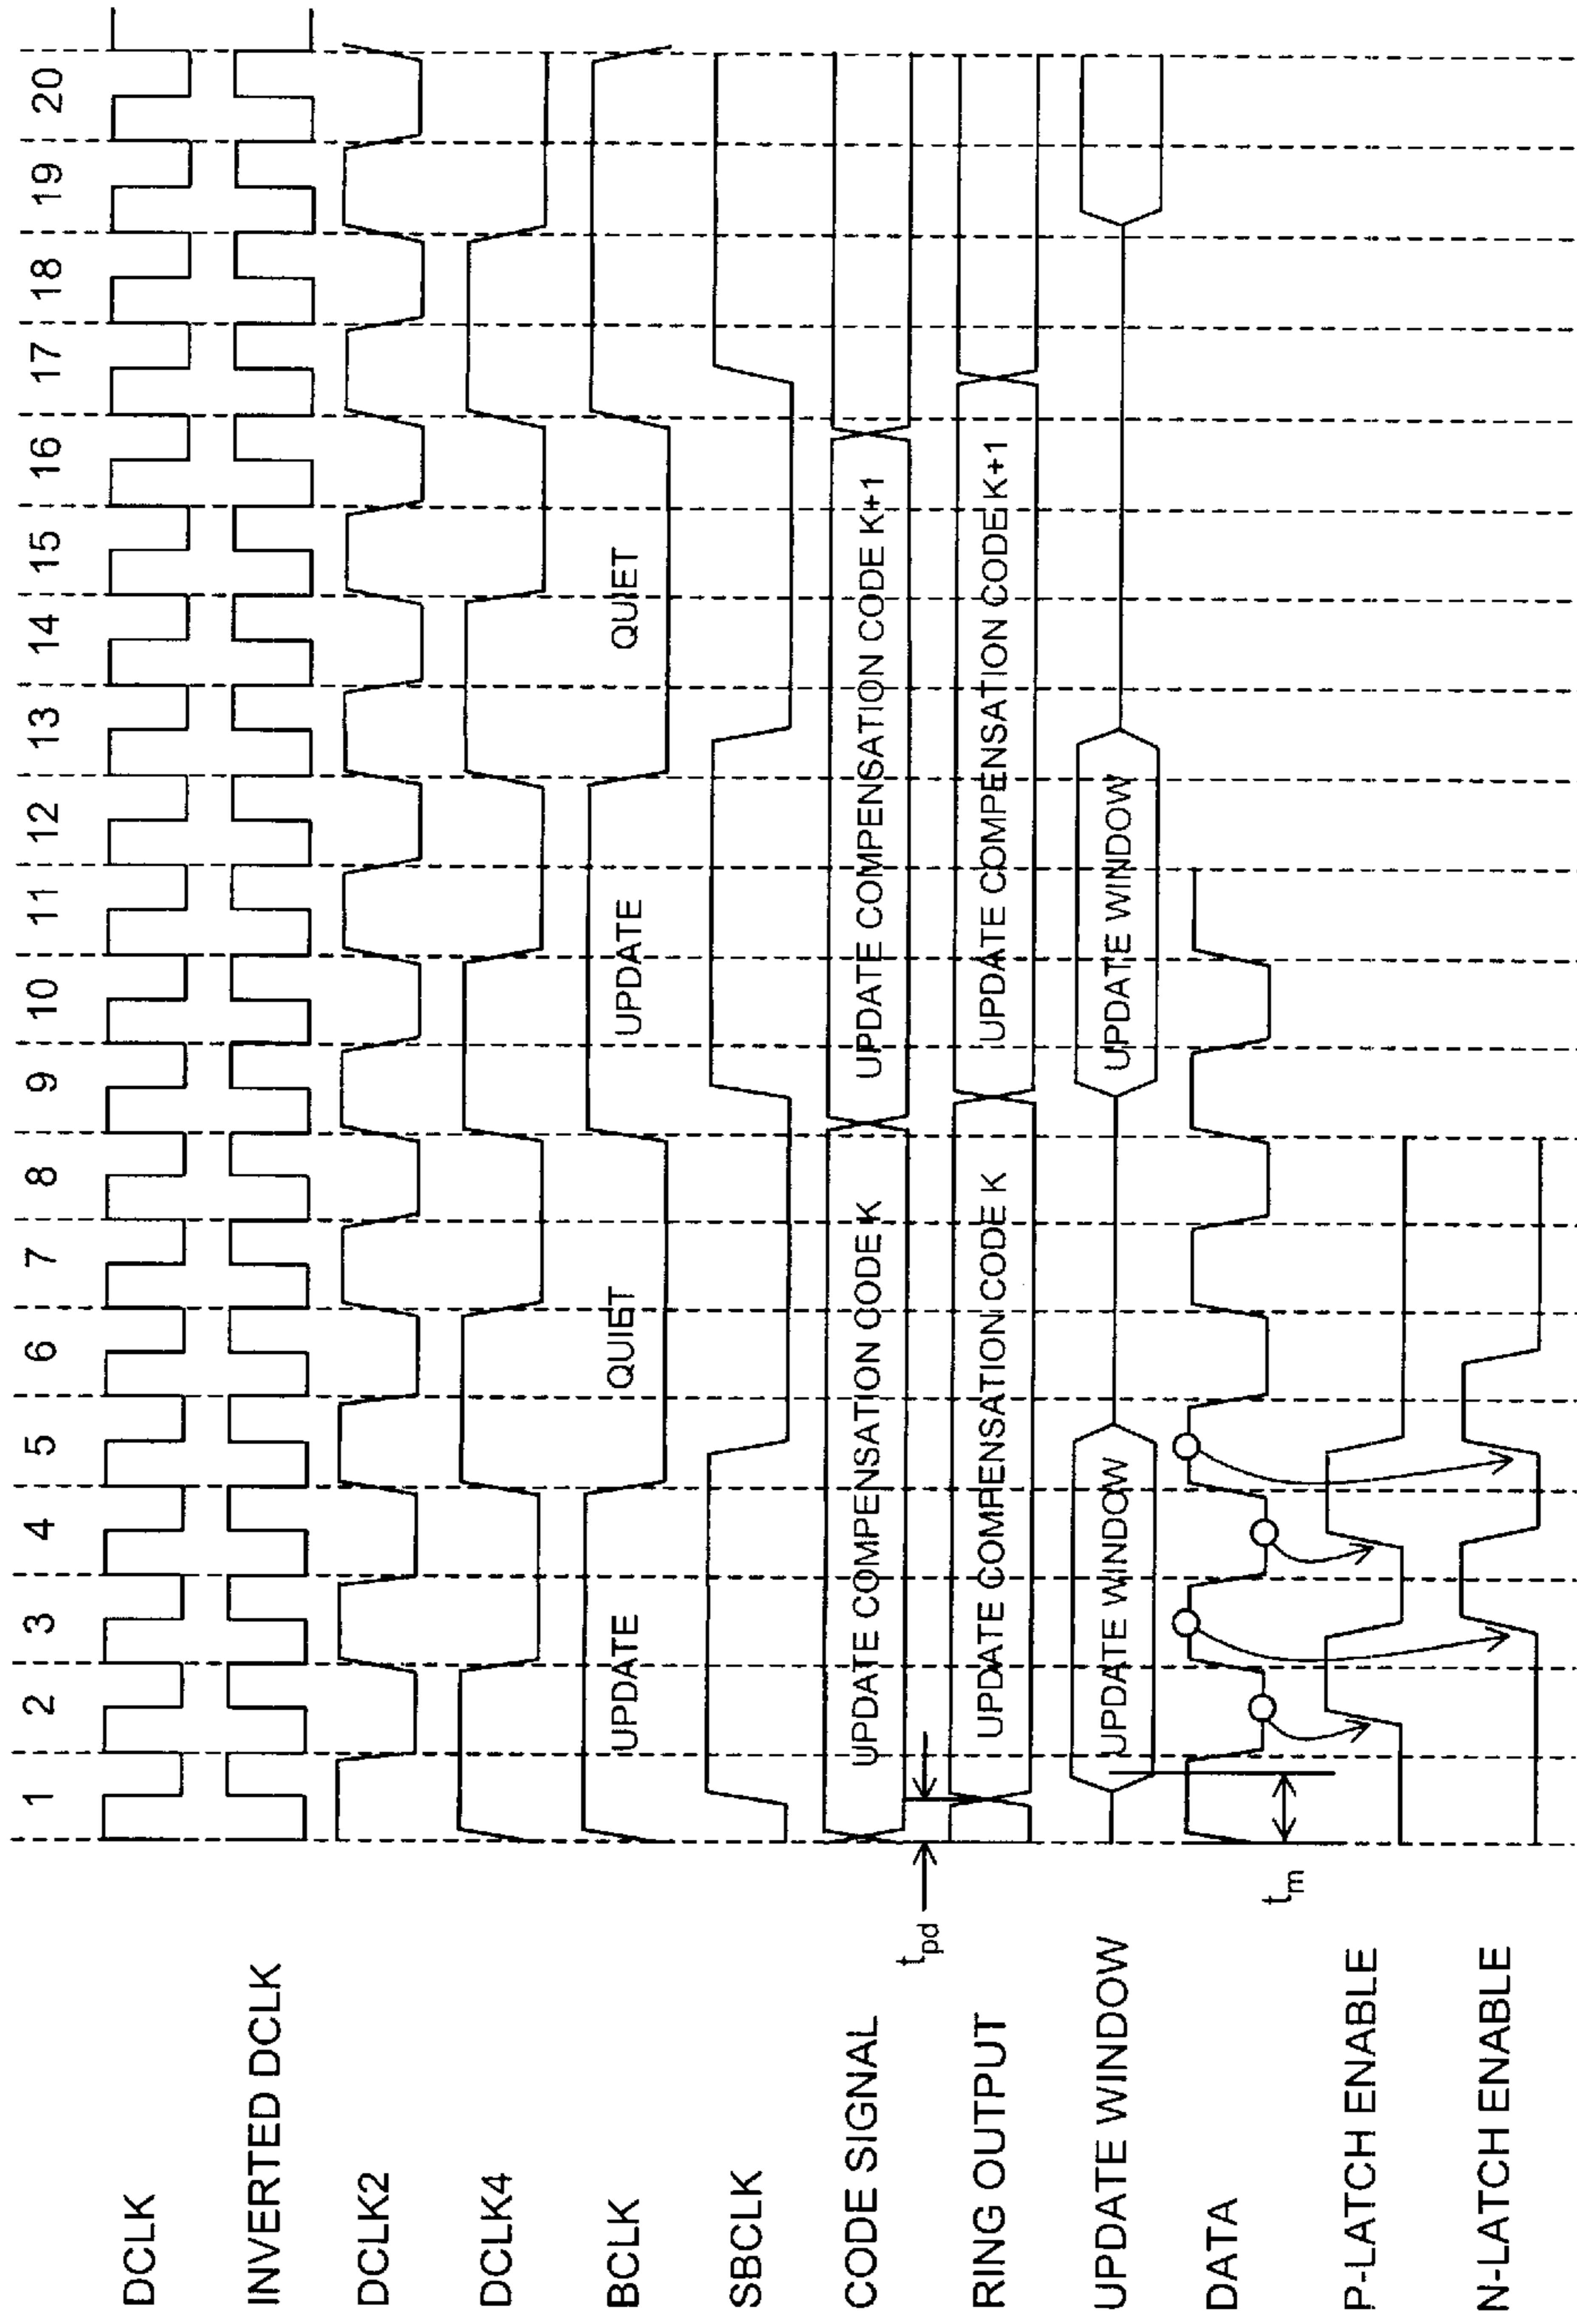 1 2 3 4 5 6 7 8 9 10 11 12 13 14 15 16 17 18 19 20
DCLK
INVERTED DCLK
DCLK2
DCLK4
BCLK
UPDATE QUIET UPDATE QUIET
SBCLK
CODE SIGNAL
UPDATE COMPENSATION CODE K UPDATE COMPENSATION CODE K+1
tpd
RING OUTPUT
UPDATE COMPENSATION CODE K UPDATE COMPENSATION CODE K+1
UPDATE WINDOW
UPDATE WINDOW UPDATE WINDOW
DATA
tm
P-LATCH ENABLE
N-LATCH ENABLE